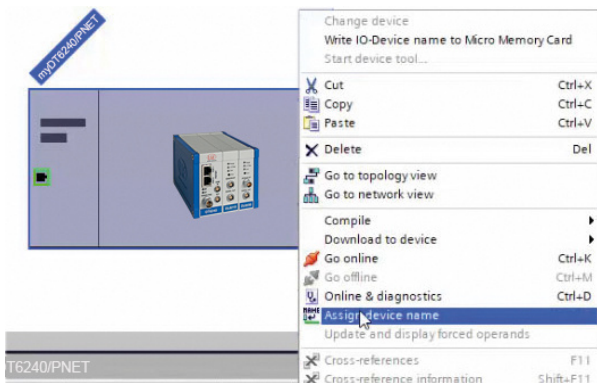 myDT6240/PNET
Change device
Write IO-Device name to Micro Memory Card
Start device tool...
Cut Ctrl+X
Copy Ctrl+C
Paste Ctrl+V
Delete Del
Go to topology view
Go to network view
Compile
Download to device
Go online Ctrl+K
Go offline Ctrl+M
Online & diagnostics Ctrl+D
NAME Assign device name
Update and display forced operands
T6240/PNET
Cross-references F11
Cross-reference information Shift+F11